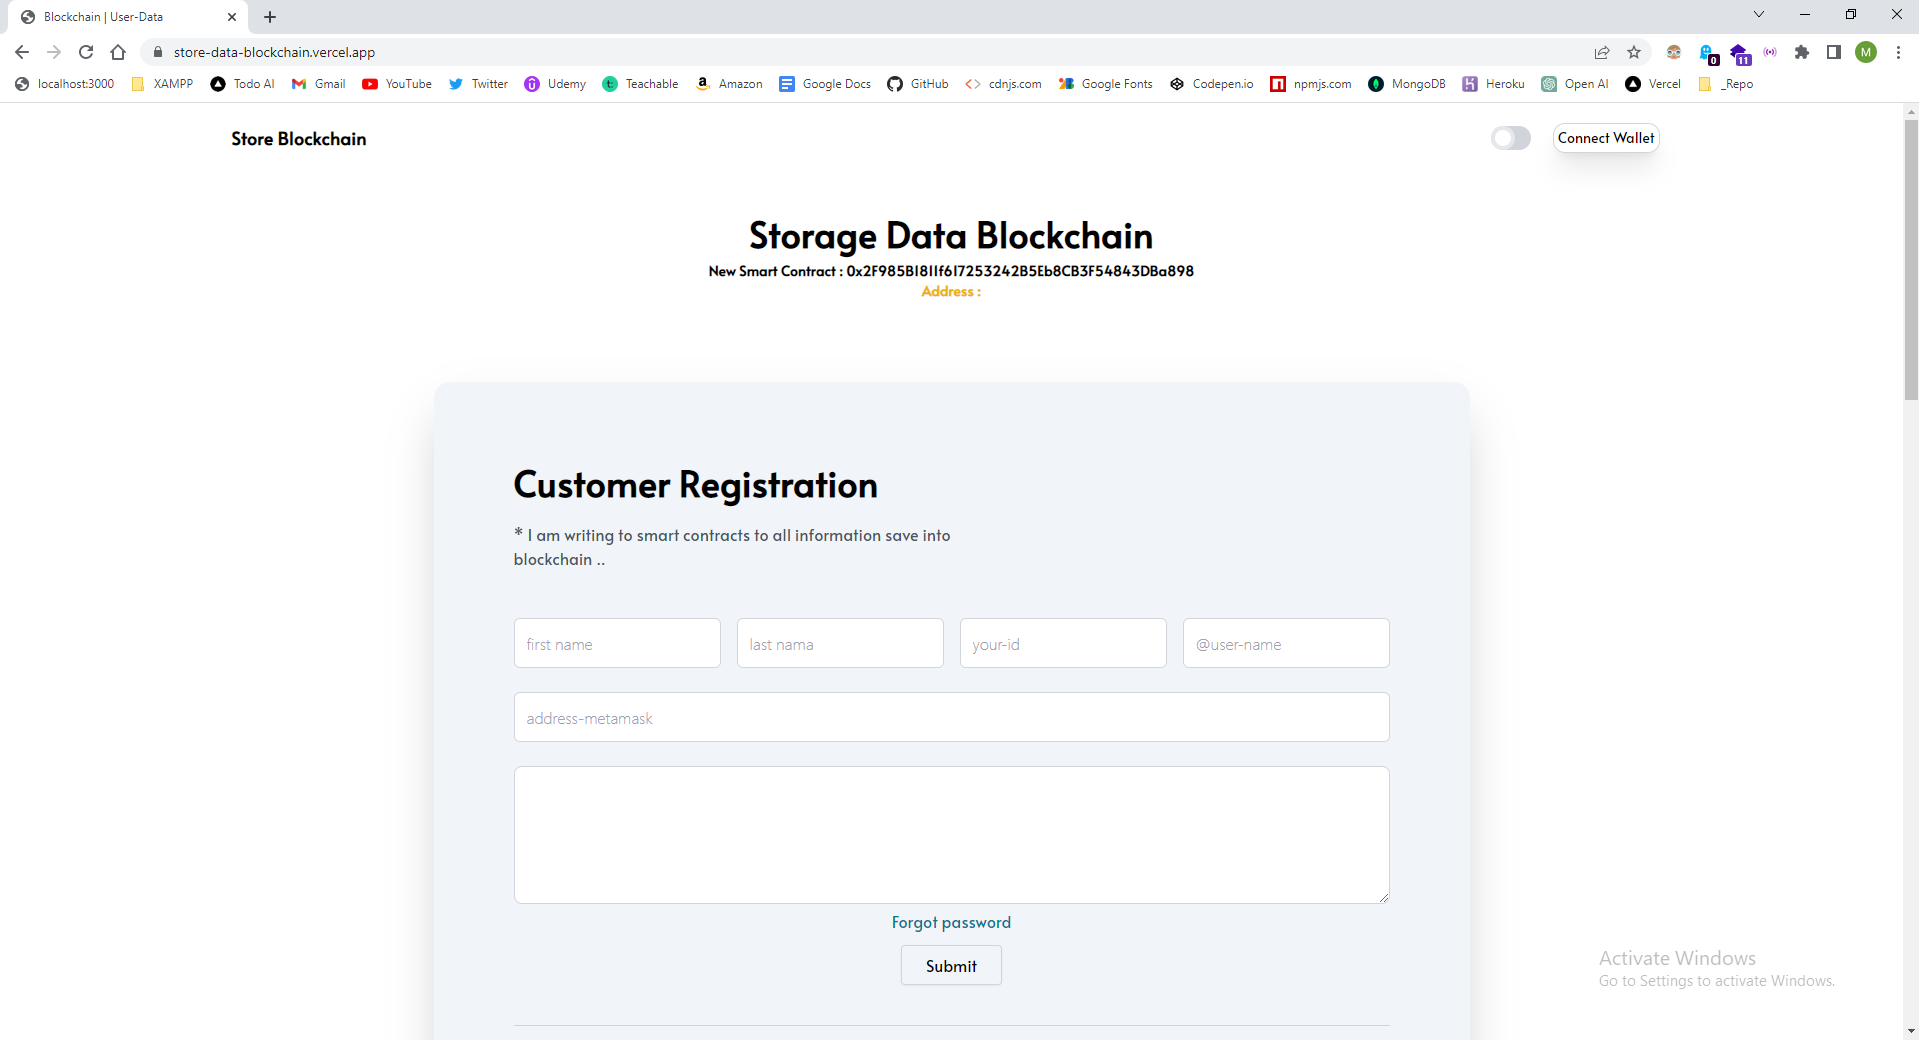 Blockchain | User-Data
store-data-blockchain.vercel.app
0
11
M
localhost:3000 XAMPP Todo AI Gmail YouTube Twitter Udemy Teachable Amazon Google Docs GitHub cdnjs.com Google Fonts Codepen.io npmjs.com MongoDB Heroku Open AI Vercel _Repo
Store Blockchain
Connect Wallet
Storage Data Blockchain
New Smart Contract : 0x2F985B1811f617253242B5Eb8CB3F54843DBa898
Address :
Customer Registration
* I am writing to smart contracts to all information save into
blockchain ..
first name last nama your-id @user-name
address-metamask
Forgot password
Submit
Activate Windows
Go to Settings to activate Windows.